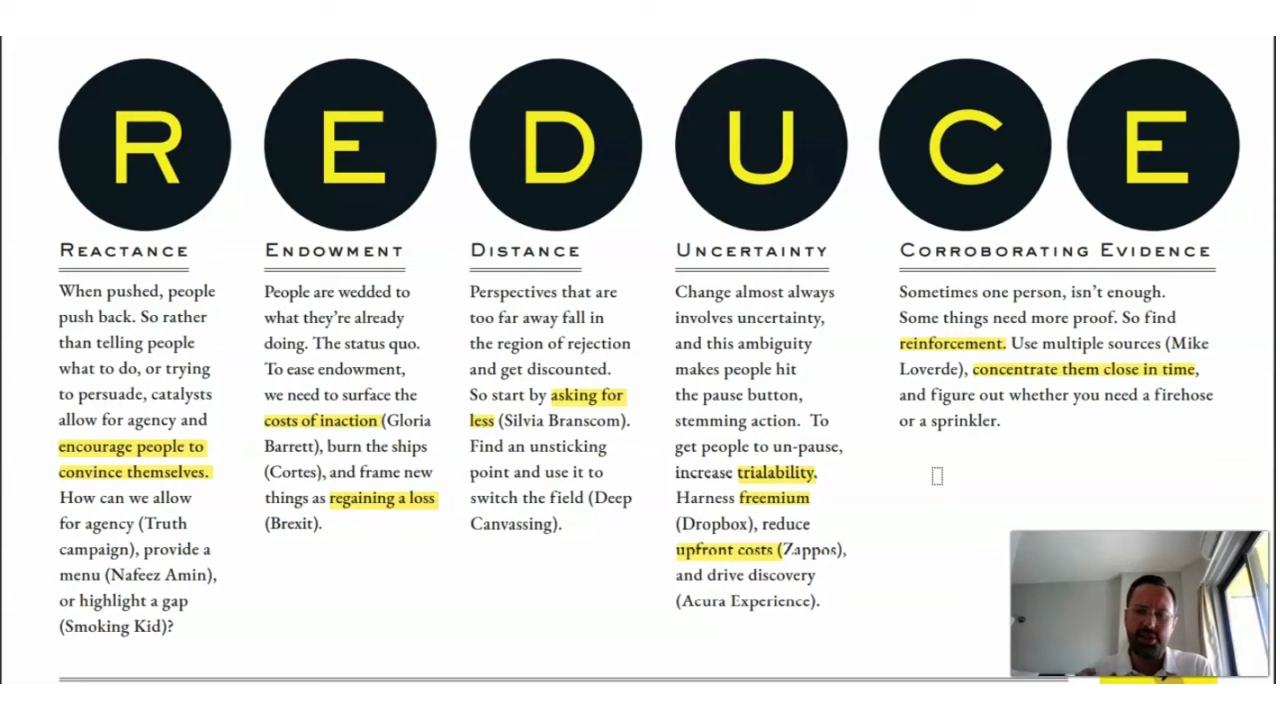 R E D U C E
REACTANCE
When pushed, people
push back. So rather
than telling people
what to do, or trying
to persuade, catalysts
allow for agency and
encourage people to
convince themselves.
How can we allow
for agency (Truth
campaign), provide a
menu (Nafeez Amin),
or highlight a gap
(Smoking Kid)?
ENDOWMENT
People are wedded to
what they’re already
doing. The status quo.
To ease endowment,
we need to surface the
costs of inaction (Gloria
Barrett), burn the ships
(Cortes), and frame new
things as regaining a loss
(Brexit).
DISTANCE
Perspectives that are
too far away fall in
the region of rejection
and get discounted.
So start by asking for
less (Silvia Branscom).
Find an unsticking
point and use it to
switch the field (Deep
Canvassing).
UNCERTAINTY
Change almost always
involves uncertainty,
and this ambiguity
makes people hit
the pause button,
stemming action. To
get people to un-pause,
increase trialability.
Harness freemium
(Dropbox), reduce
upfront costs (Zappos),
and drive discovery
(Acura Experience).
CORROBORATING EVIDENCE
Sometimes one person, isn’t enough.
Some things need more proof. So find
reinforcement. Use multiple sources (Mike
Loverde), concentrate them close in time,
and figure out whether you need a firehose
or a sprinkler.